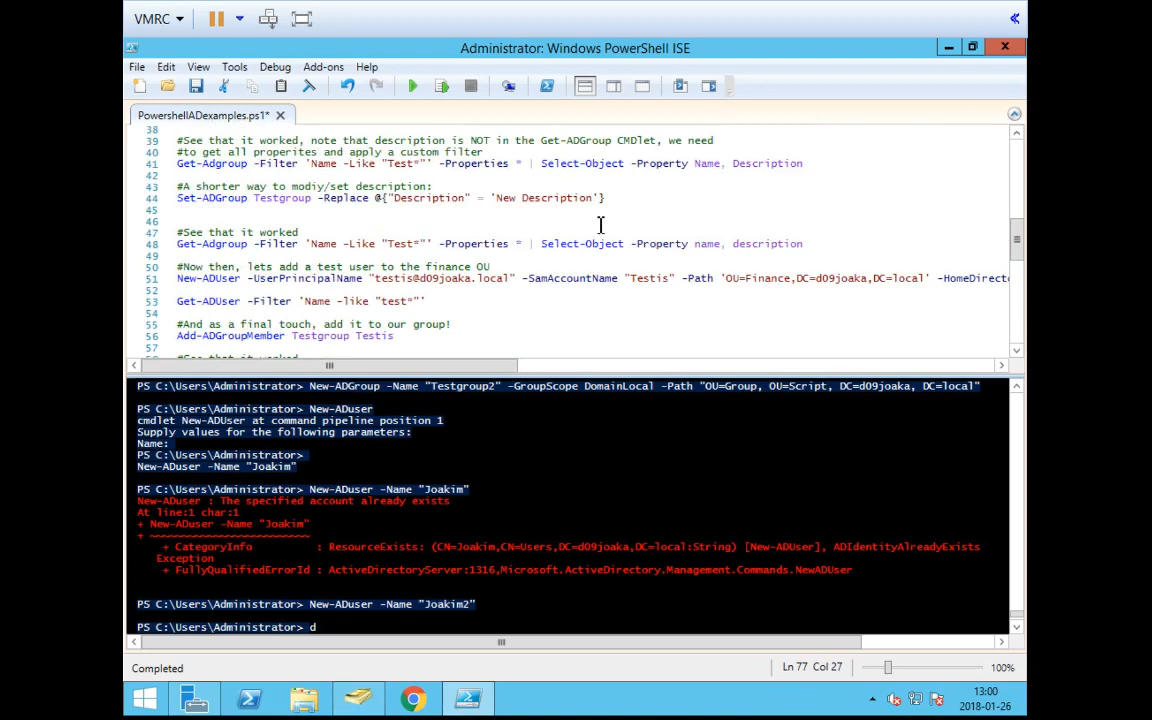 VMRC
Administrator: Windows PowerShell ISE
File Edit View Tools Debug Add-ons Help
PowershellADexamples.ps1*
38
39 #See that it worked, note that description is NOT in the Get-ADGroup CMDlet, we need
40 #to get all properites and apply a custom filter
41 Get-Adgroup -Filter 'Name -Like "Test*"' -Properties * | Select-Object -Property Name, Description
42
43 #A shorter way to modiy/set description:
44 Set-ADGroup Testgroup -Replace @{"Description" = 'New Description'}
45
46
47 #See that it worked
48 Get-Adgroup -Filter 'Name -Like "Test*"' -Properties * | Select-Object -Property name, description
49
50 #Now then, lets add a test user to the finance OU
51 New-ADUser -UserPrincipalName "testis@d09joaka.local" -SamAccountName "Testis" -Path 'OU=Finance,DC=d09joaka,DC=local' -HomeDirecto
52
53 Get-ADUser -Filter 'Name -like "test*"'
54
55 #And as a final touch, add it to our group!
56 Add-ADGroupMember Testgroup Testis
57
#See that it worked
PS C:\Users\Administrator> New-ADGroup -Name "Testgroup2" -GroupScope DomainLocal -Path "OU=Group, OU=Script, DC=d09joaka, DC=local"
PS C:\Users\Administrator> New-ADuser
cmdlet New-ADUser at command pipeline position 1
Supply values for the following parameters:
Name:
PS C:\Users\Administrator>
New-ADuser -Name "Joakim"
PS C:\Users\Administrator> New-ADuser -Name "Joakim"
New-ADuser : The specified account already exists
At line:1 char:1
+ New-ADuser -Name "Joakim"
+ ~~~~~~~~~~~~~~~~~~~~~~~~~
+ CategoryInfo : ResourceExists: (CN=Joakim,CN=Users,DC=d09joaka,DC=local:String) [New-ADUser], ADIdentityAlreadyExists
Exception
+ FullyQualifiedErrorId : ActiveDirectoryServer:1316,Microsoft.ActiveDirectory.Management.Commands.NewADUser
PS C:\Users\Administrator> New-ADuser -Name "Joakim2"
PS C:\Users\Administrator> d
Completed
Ln 77 Col 27
100%
13:00
2018-01-26